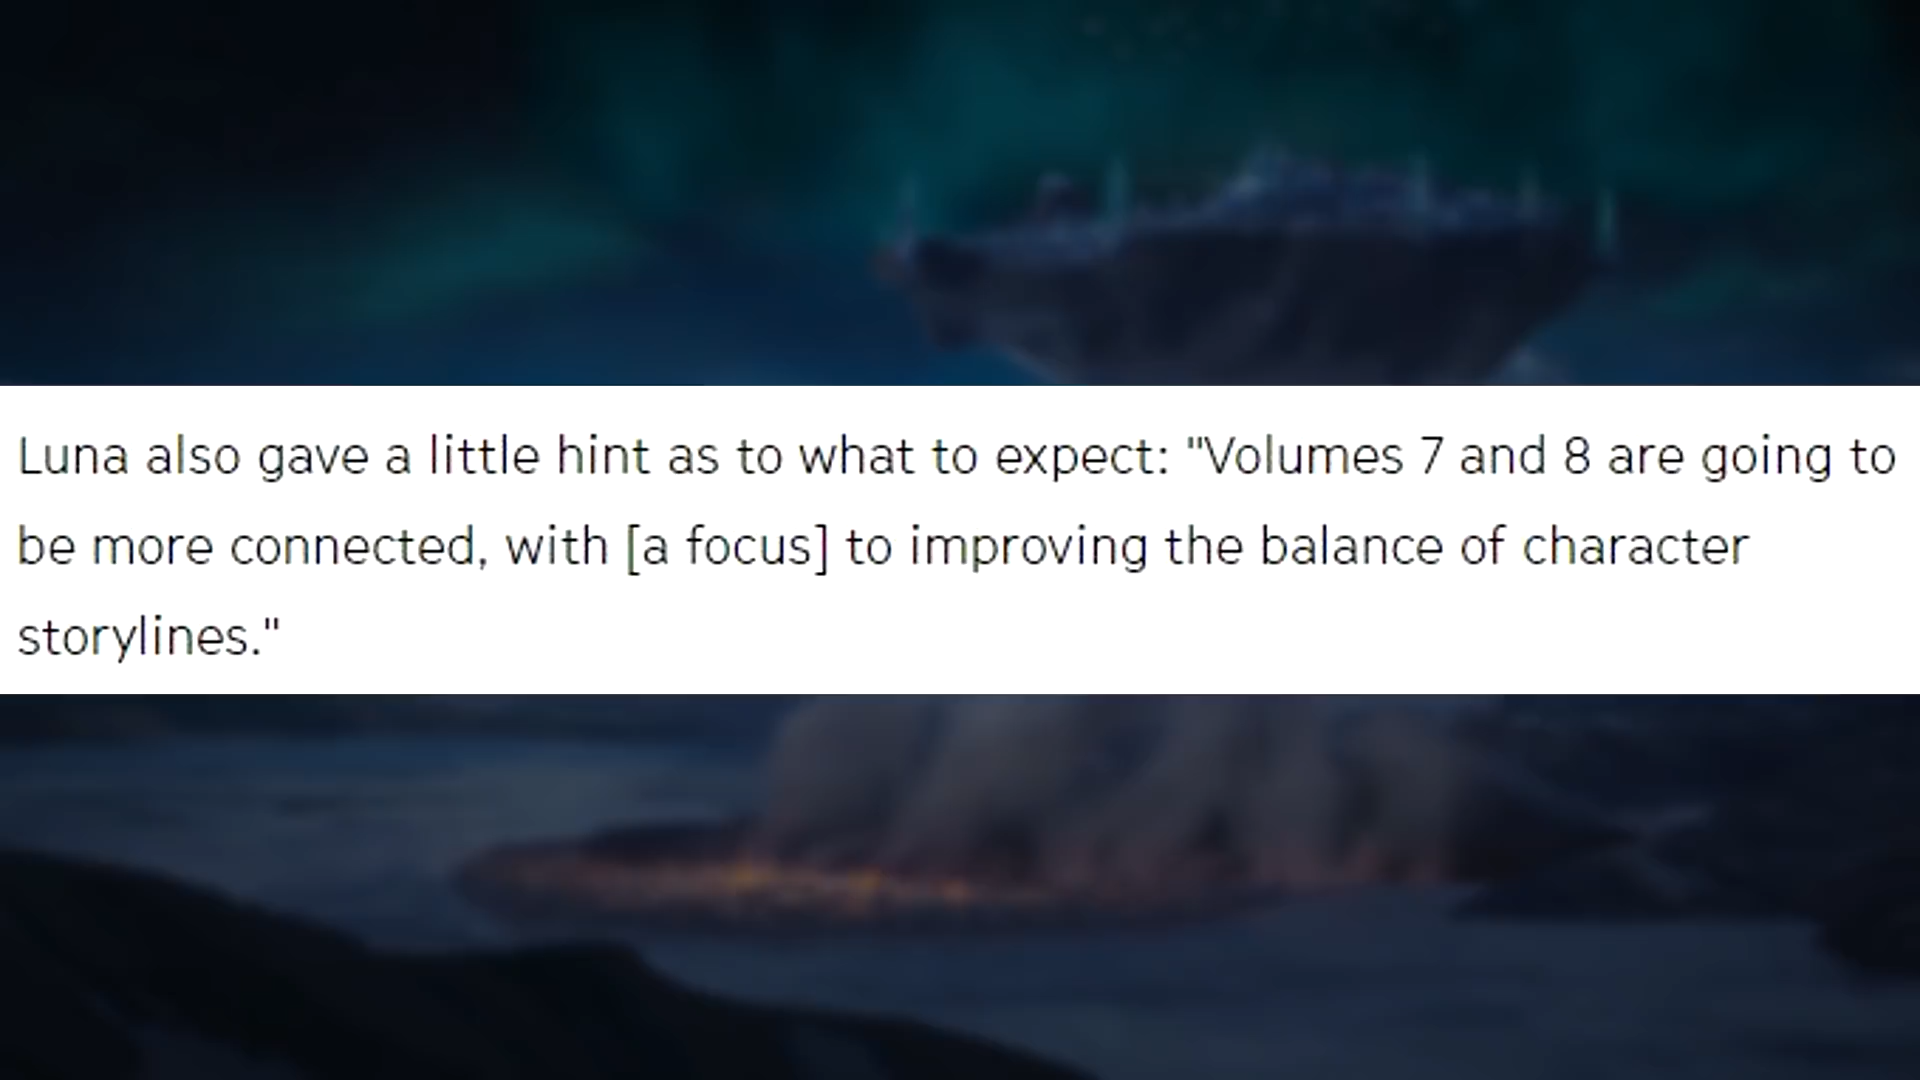 Luna also gave a little hint as to what to expect: "Volumes 7 and 8 are going to
be more connected, with [a focus] to improving the balance of character
storylines."